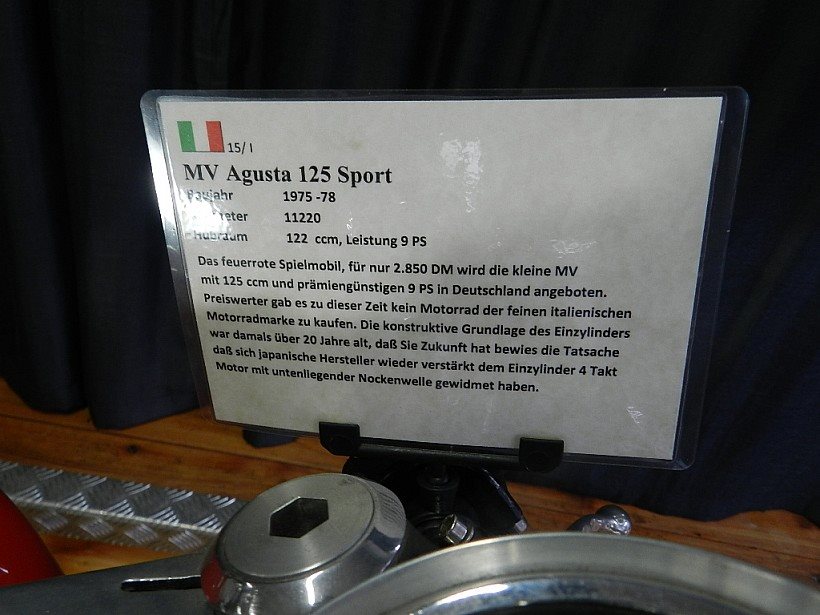 15/ I
MV Agusta 125 Sport
Baujahr 1975 -78
11220
Hubraum 122 ccm, Leistung 9 PS
Das feuerrote Spielmobil, für nur 2.850 DM wird die kleine MV
mit 125 ccm und prämiengünstigen 9 PS in Deutschland angeboten.
Preiswerter gab es zu dieser Zeit kein Motorrad der feinen italienischen
Motorradmarke zu kaufen. Die konstruktive Grundlage des Einzylinders
war damals über 20 Jahre alt, daß Sie Zukunft hat bewies die Tatsache
daß sich japanische Hersteller wieder verstärkt dem Einzylinder 4 Takt
Motor mit untenliegender Nockenwelle gewidmet haben.